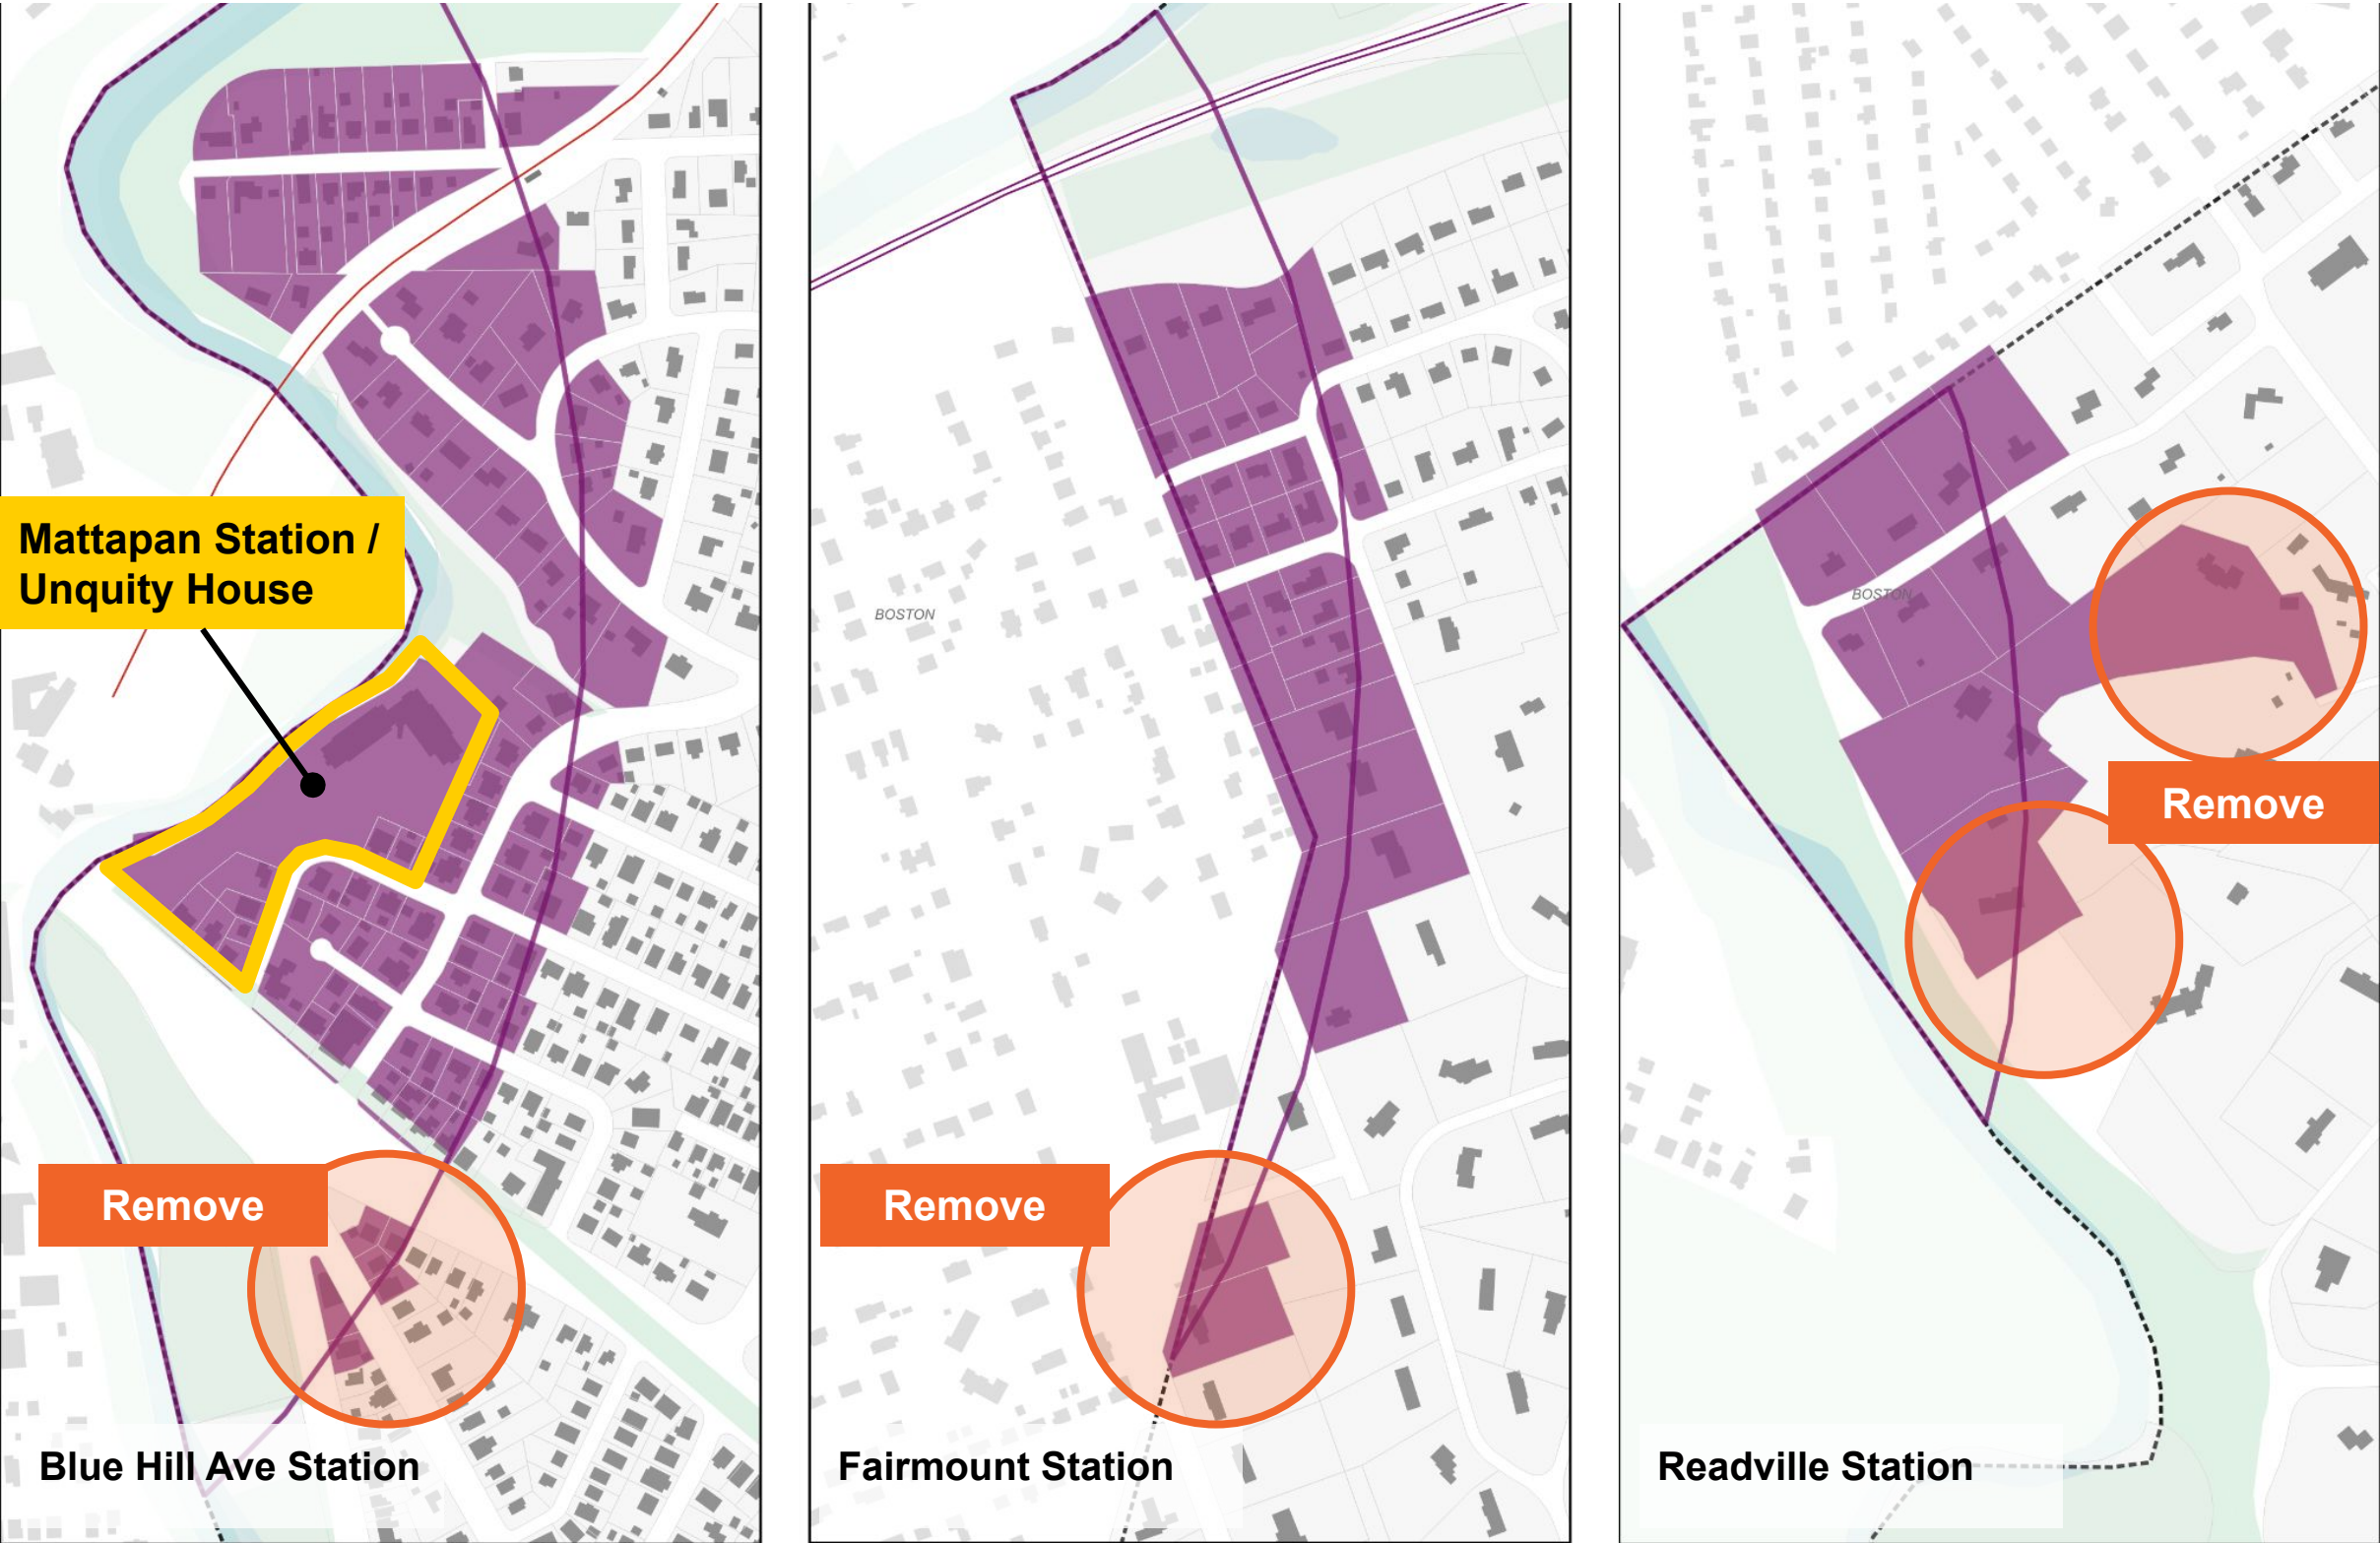 Mattapan Station /
Unquity House
Remove
Blue Hill Ave Station
BOSTON
Remove
Fairmount Station
BOSTON
Remove
Readville Station